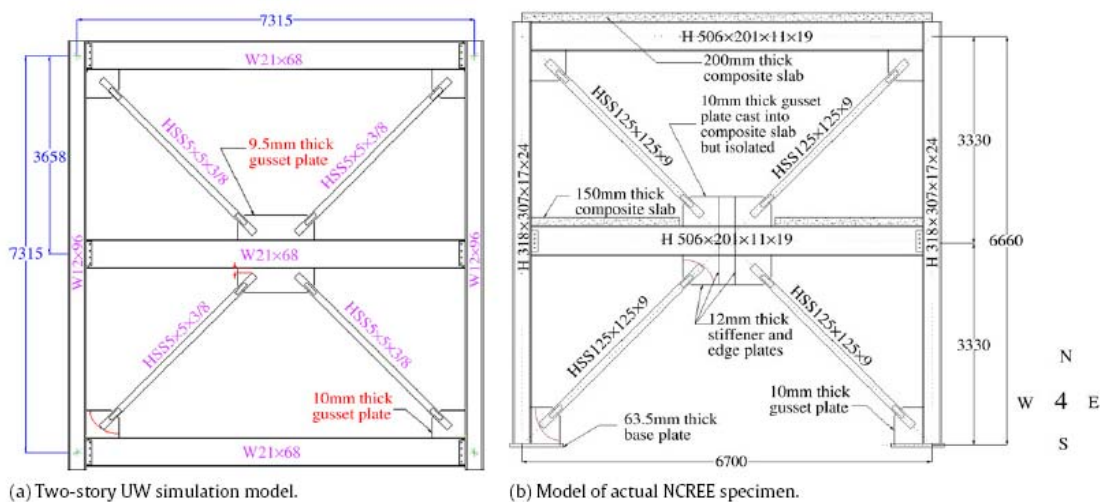 7315
W21×68
3658
9.5mm thick
gusset plate
HSS5×5×3/8
HSS5×5×3/8
7315
W12×96
W21×68
W12×96
HSS5×5×3/8
HSS5×5×3/8
10mm thick
gusset plate
W21×68
(a) Two-story UW simulation model.
H 506×201×11×19
200mm thick
composite slab
10mm thick gusset
plate cast into
composite slab
but isolated
HSS125×125×9
HSS125×125×9
150mm thick
composite slab
H 318×307×17×24
H 506×201×11×19
H 318×307×17×24
3330
6660
HSS125×125×9
HSS125×125×9
12mm thick
stiffener and
edge plates
3330
10mm thick
gusset plate
63.5mm thick
base plate
6700
N
W 4 E
S
(b) Model of actual NCREE specimen.